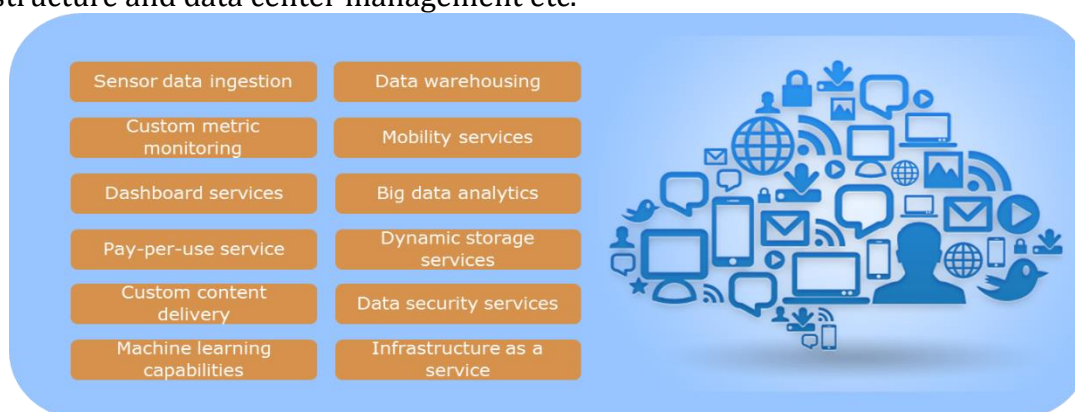 structure and data center management etc.
Sensor data ingestion
Data warehousing
Custom metric
monitoring
Mobility services
Dashboard services
Big data analytics
Pay-per-use service
Dynamic storage
services
Custom content
delivery
Data security services
Machine learning
capabilities
Infrastructure as a
service